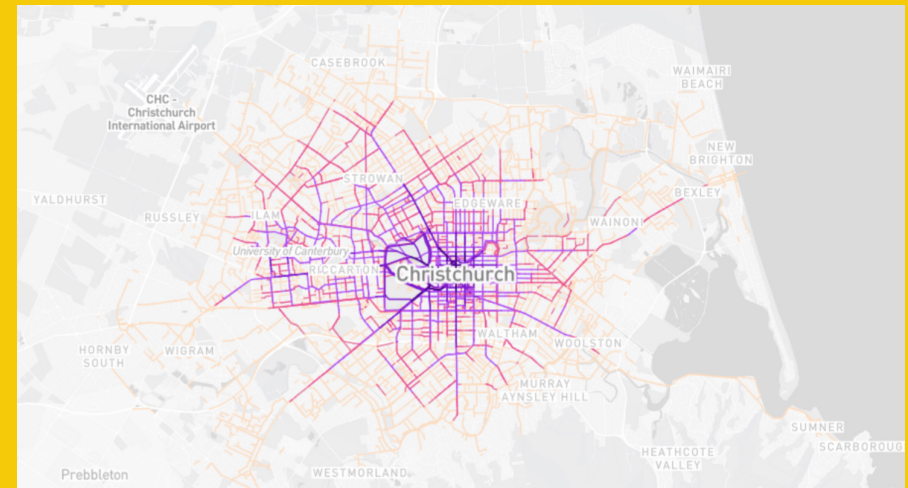 CASEBROOK
WAIMAIRI
BEACH
CHC -
Christchurch
International Airport
NEW
BRIGHTON
STROWAN
BEXLEY
YALDHURST
EDGEWARE
RUSSLEY
ILAM
WAINONI
University of Canterbury
RICCARTON
Christchurch
WALTHAM
WOOLSTON
HORNBY
SOUTH
WIGRAM
MURRAY
AYNSLEY HILL
SUMNER
SCARBOROUG
HEATHCOTE
VALLEY
Prebbleton
WESTMORLAND